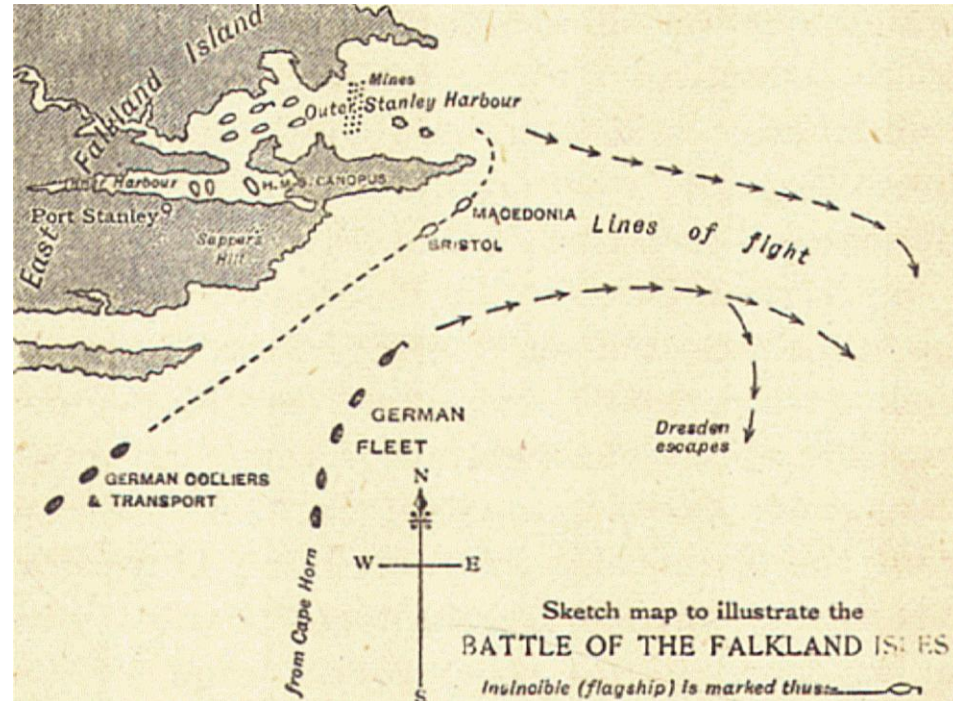 East Falkland Island
Mines
Outer Stanley Harbour
Harbour
H.M.S. CANOPUS
Port Stanley
Sapper's
Hill
MACEDONIA
BRISTOL
Lines of flight
GERMAN
FLEET
Dresden
escapes
GERMAN COLLIERS
& TRANSPORT
N
W
E
S
from Cape Horn
Sketch map to illustrate the
BATTLE OF THE FALKLAND ISLES
Invincible (flagship) is marked thus: